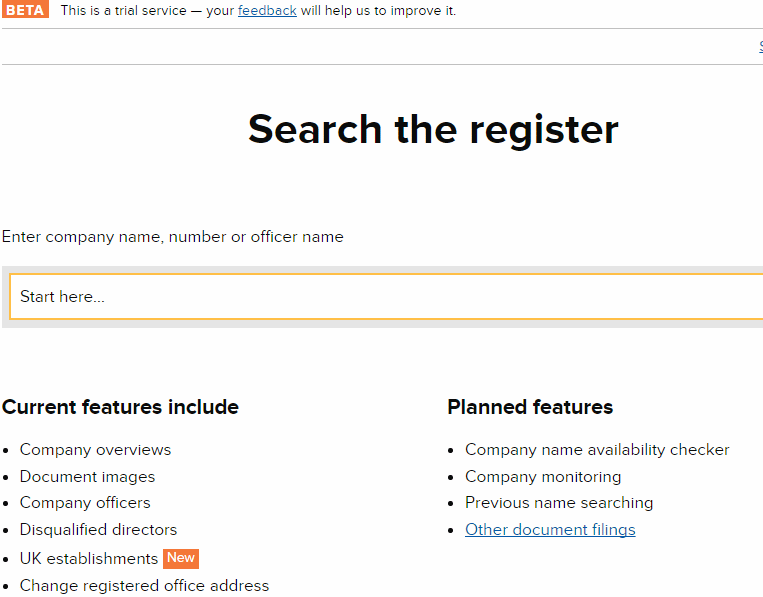 BETA This is a trial service — your feedback will help us to improve it.
Search the register
Enter company name, number or officer name
Start here...
Current features include
Company overviews
Document images
Company officers
Disqualified directors
UK establishments New
Change registered office address
Planned features
Company name availability checker
Company monitoring
Previous name searching
Other document filings